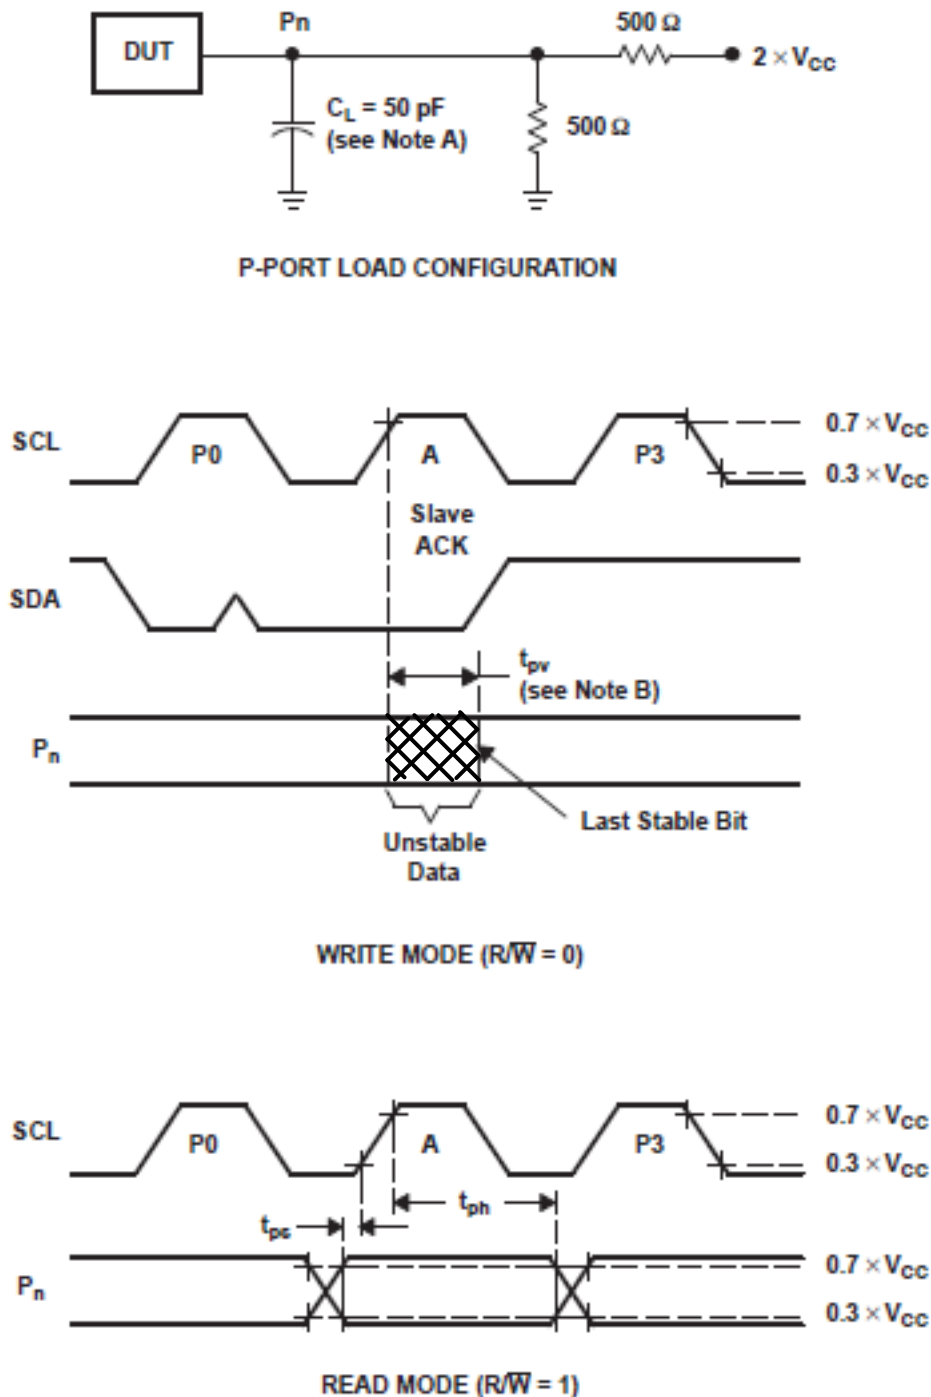 DUT
Pn
500 Ω
2 × VCC
CL = 50 pF
(see Note A)
500 Ω
P-PORT LOAD CONFIGURATION
SCL
P0
A
P3
0.7 × VCC
0.3 × VCC
Slave
ACK
SDA
tpv
(see Note B)
Pn
Last Stable Bit
Unstable
Data
WRITE MODE (R/W̅ = 0)
SCL
P0
A
P3
0.7 × VCC
0.3 × VCC
tph
tps
Pn
0.7 × VCC
0.3 × VCC
READ MODE (R/W̅ = 1)